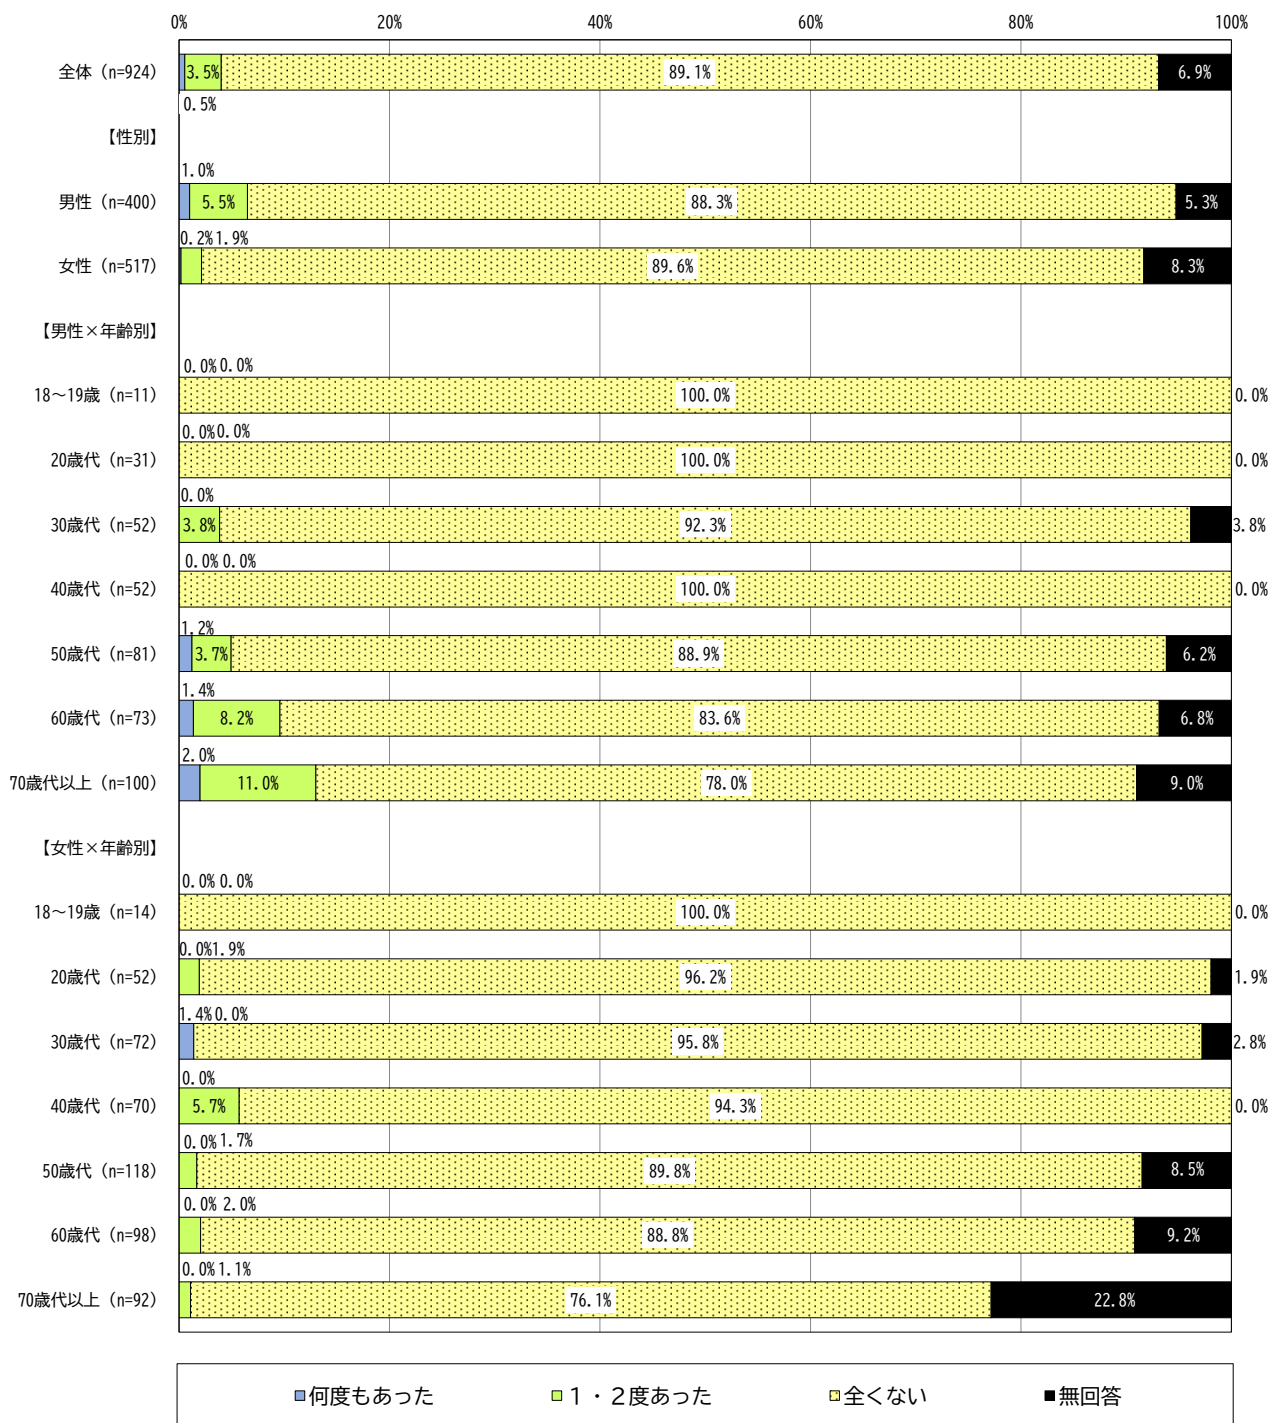 0% 20% 40% 60% 80% 100%
全体（n=924） 3.5% 89.1% 6.9%
0.5%
【性別】
1.0%
男性（n=400） 5.5% 88.3% 5.3%
0.2% 1.9%
女性（n=517） 89.6% 8.3%
【男性×年齢別】
0.0% 0.0%
18～19歳（n=11） 100.0% 0.0%
0.0% 0.0%
20歳代（n=31） 100.0% 0.0%
0.0%
30歳代（n=52） 3.8% 92.3% 3.8%
0.0% 0.0%
40歳代（n=52） 100.0% 0.0%
1.2%
50歳代（n=81） 3.7% 88.9% 6.2%
1.4%
60歳代（n=73） 8.2% 83.6% 6.8%
2.0%
70歳代以上（n=100） 11.0% 78.0% 9.0%
【女性×年齢別】
0.0% 0.0%
18～19歳（n=14） 100.0% 0.0%
0.0% 1.9%
20歳代（n=52） 96.2% 1.9%
1.4% 0.0%
30歳代（n=72） 95.8% 2.8%
0.0%
40歳代（n=70） 5.7% 94.3% 0.0%
0.0% 1.7%
50歳代（n=118） 89.8% 8.5%
0.0% 2.0%
60歳代（n=98） 88.8% 9.2%
0.0% 1.1%
70歳代以上（n=92） 76.1% 22.8%
何度もあった １・２度あった 全くない 無回答